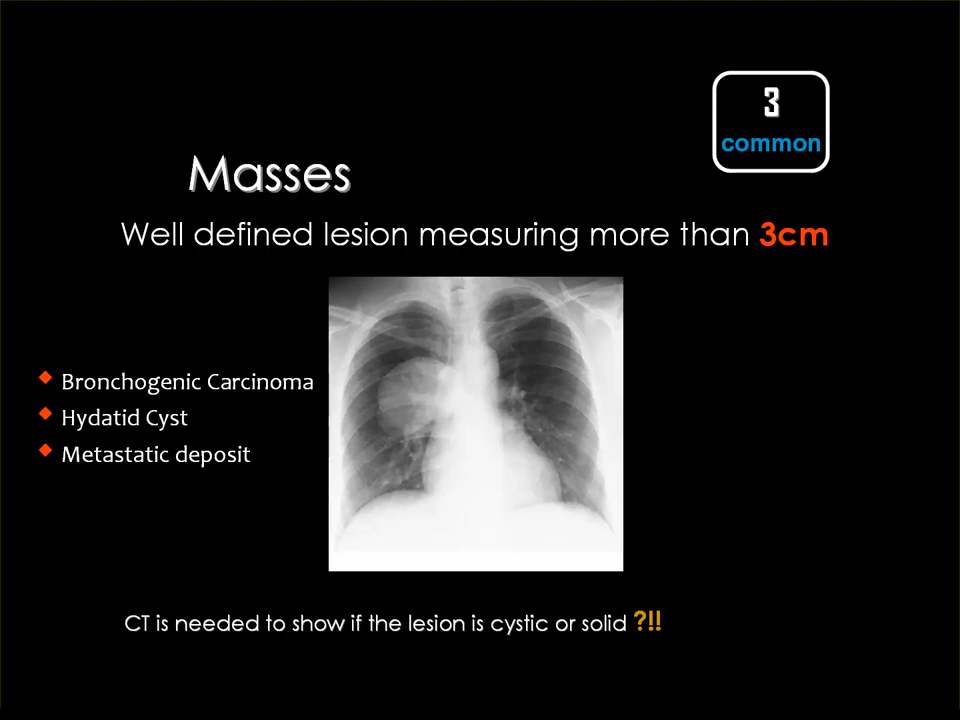 3
common
Masses
Well defined lesion measuring more than 3cm
Bronchogenic Carcinoma
Hydatid Cyst
Metastatic deposit
CT is needed to show if the lesion is cystic or solid ?!!